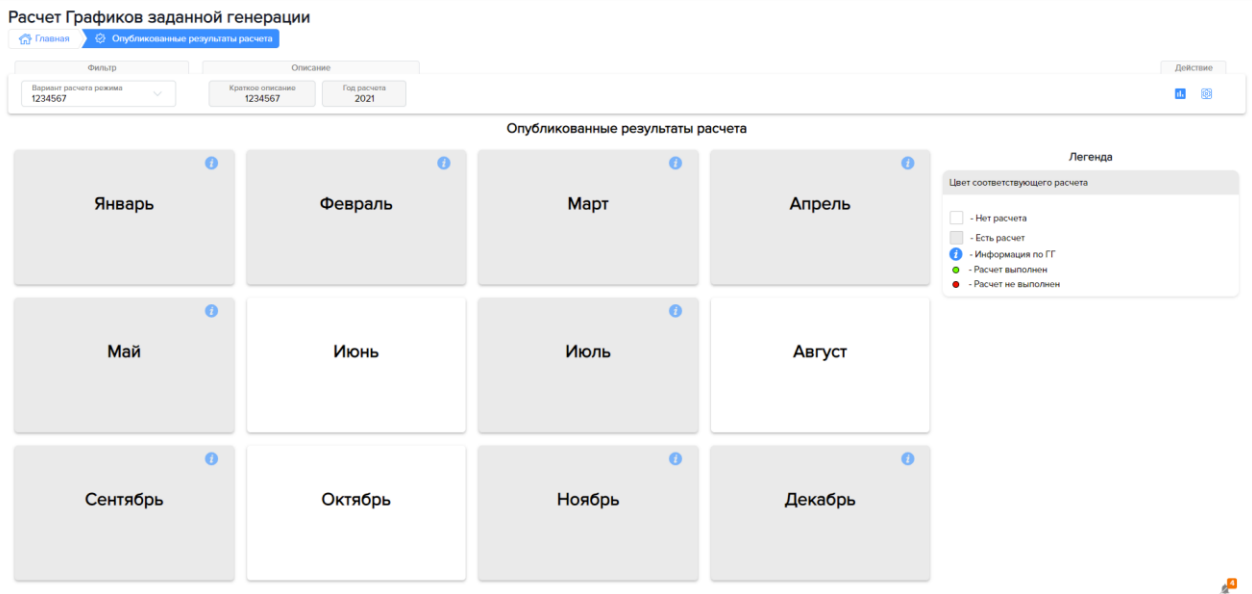 Расчет Графиков заданной генерации
Главная
Опубликованные результаты расчета
Фильтр
Описание
Действие
Вариант расчета режима
1234567
Краткое описание
1234567
Год расчета
2021
Опубликованные результаты расчета
Январь
Февраль
Март
Апрель
Май
Июнь
Июль
Август
Сентябрь
Октябрь
Ноябрь
Декабрь
Легенда
Цвет соответствующего расчета
- Нет расчета
- Есть расчет
- Информация по ГГ
- Расчет выполнен
- Расчет не выполнен
4